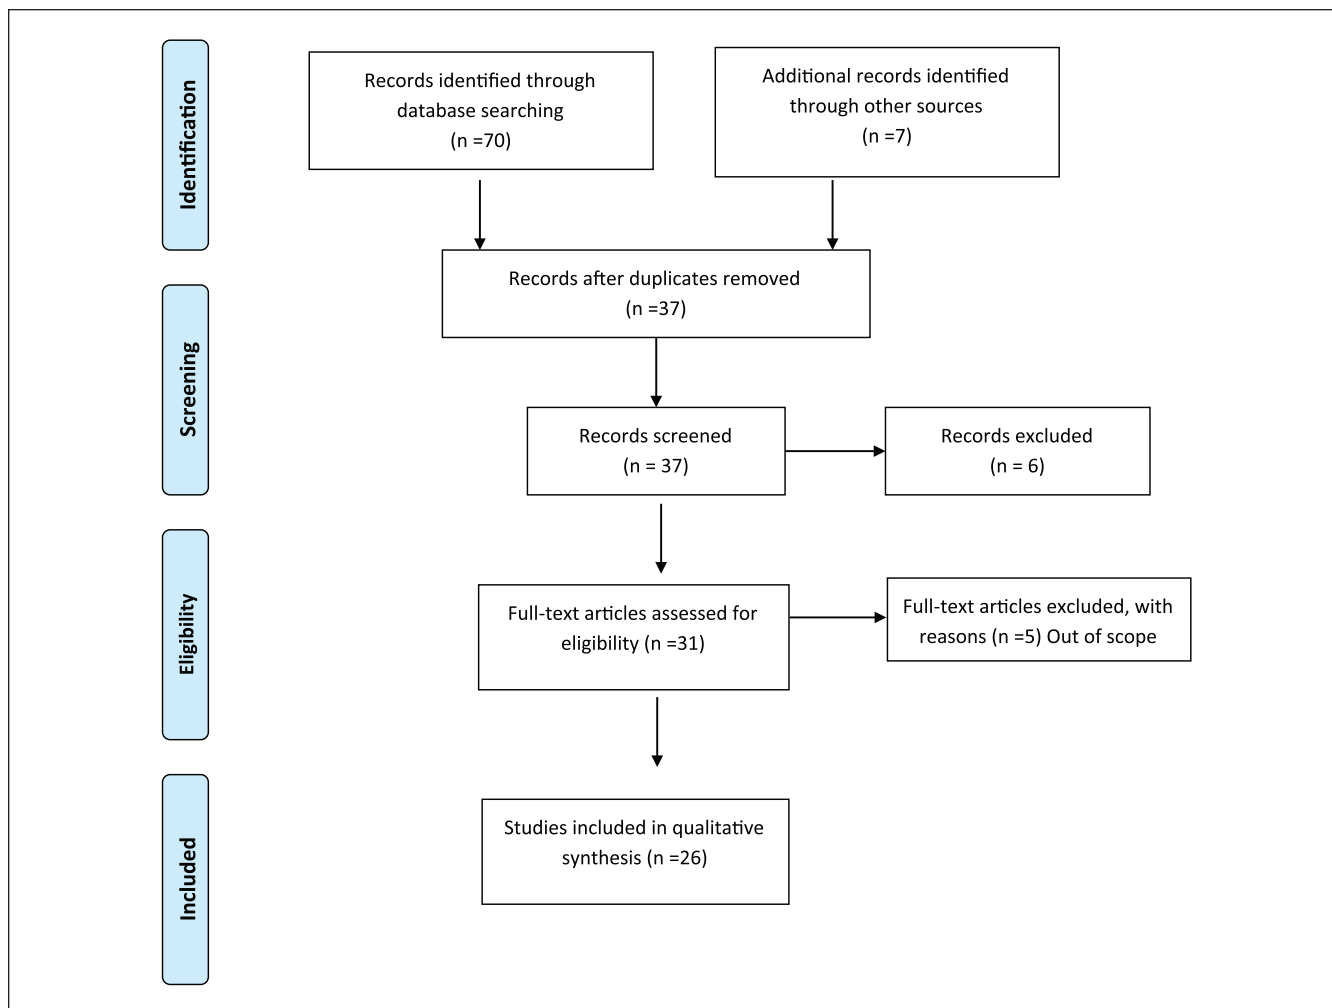 Identification
Records identified through
database searching
(n =70)
Additional records identified
through other sources
(n =7)
Records after duplicates removed
(n =37)
Screening
Records screened
(n = 37)
Records excluded
(n = 6)
Eligibility
Full-text articles assessed for
eligibility (n =31)
Full-text articles excluded, with
reasons (n =5) Out of scope
Included
Studies included in qualitative
synthesis (n =26)